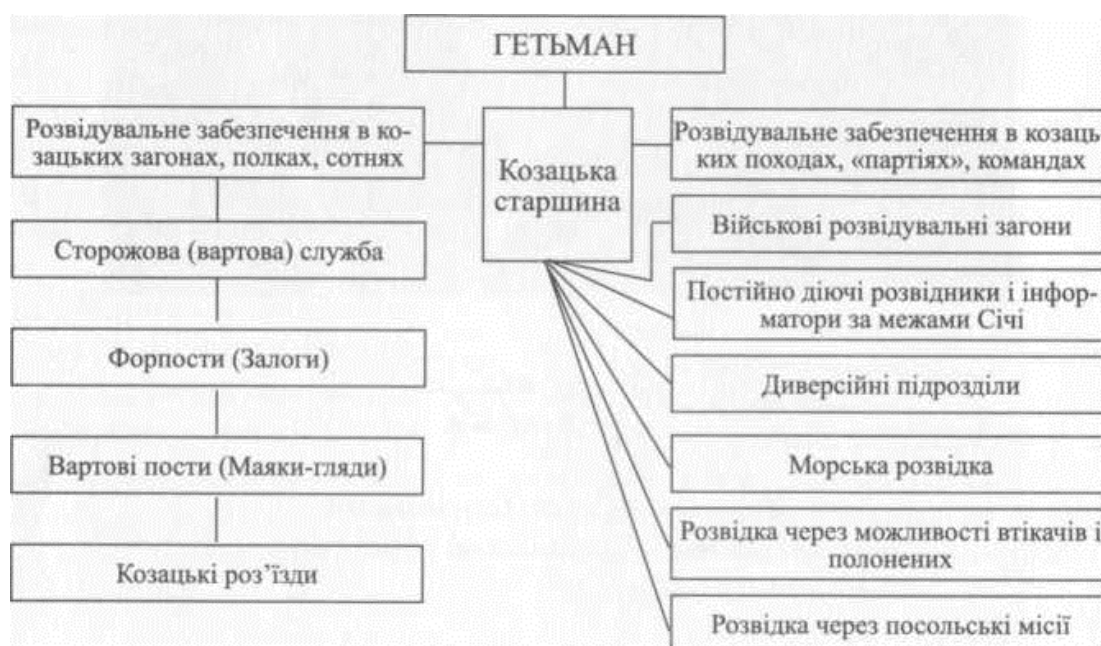 ГЕТЬМАН
Розвідувальне забезпечення в ко-
зацьких загонах, полках, сотнях
Сторожова (вартова) служба
Форпости (Залоги)
Вартові пости (Маяки-гляди)
Козацькі роз’їзди
Козацька
старшина
Розвідувальне забезпечення в козаць-
ких походах, «партіях», командах
Військові розвідувальні загони
Постійно діючі розвідники і інфор-
матори за межами Січі
Диверсійні підрозділи
Морська розвідка
Розвідка через можливості втікачів і
полонених
Розвідка через посольські місії